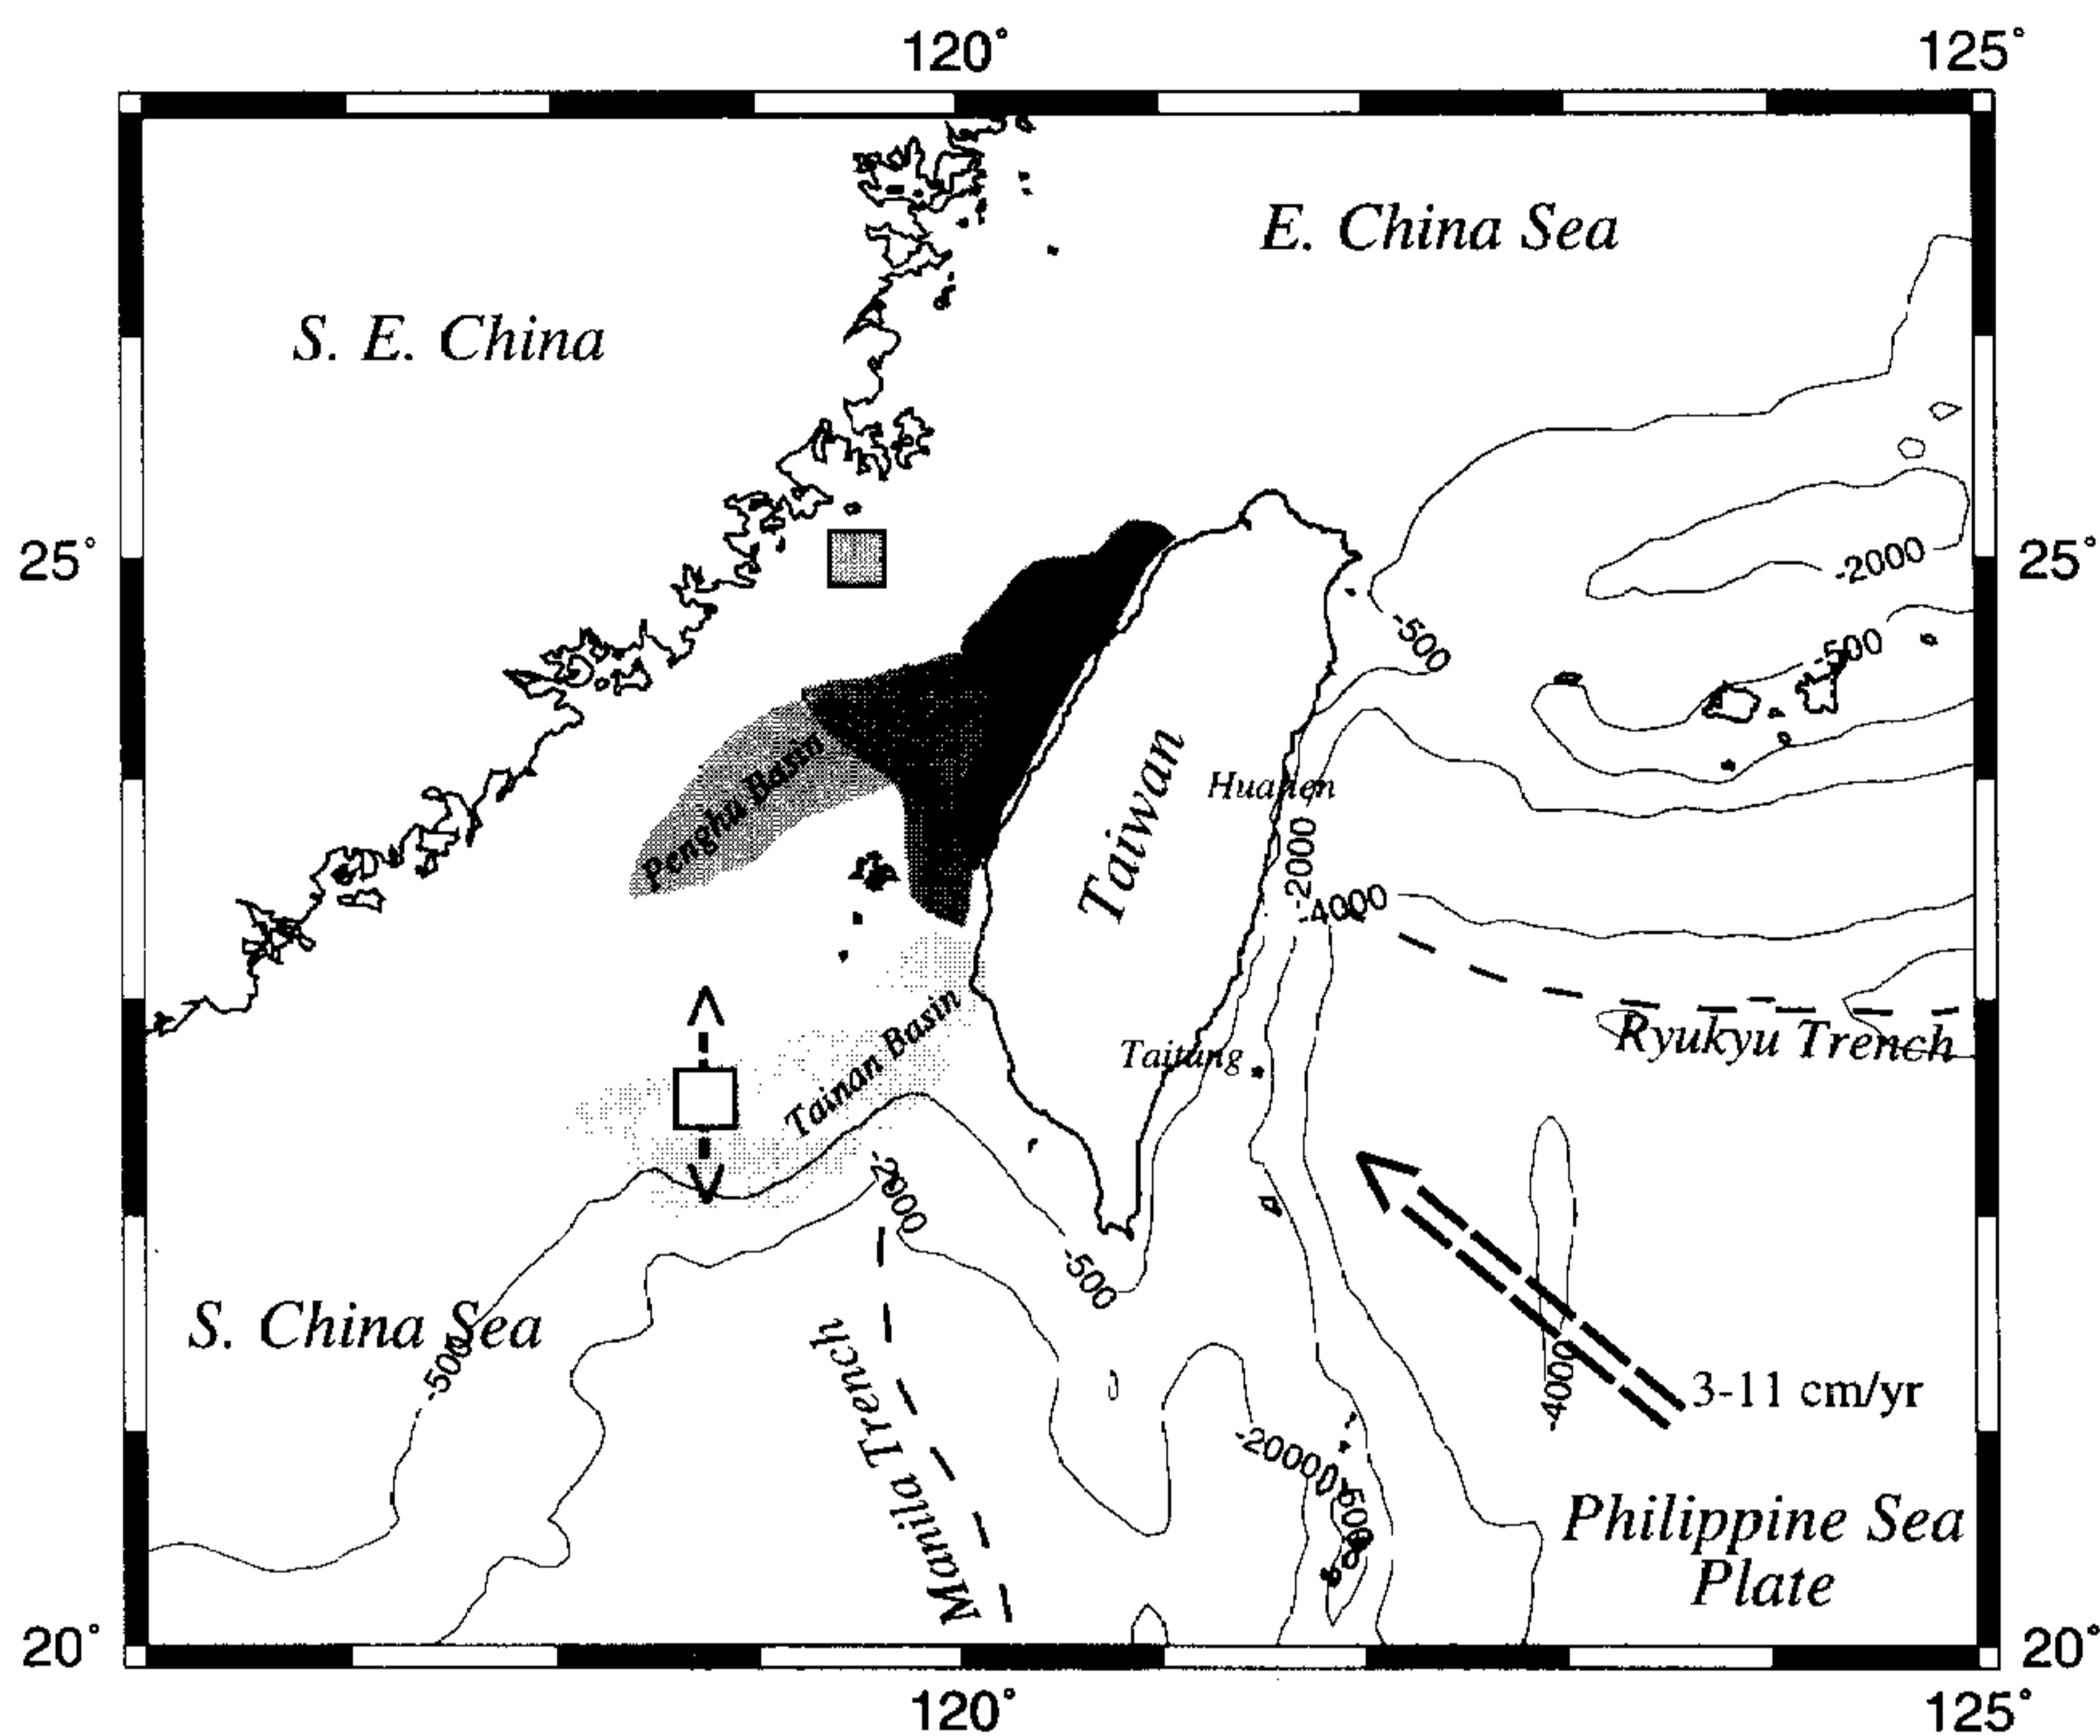 120° 125°
E. China Sea
S. E. China
25° 25°
-2000
-500
-500
Penghu Basin
Taiwan
Hualien
-2000
-4000
Tainan Basin
Ryukyu Trench
Taitung
-2000
-500
S. China Sea
-500
Manila Trench
-4000
3-11 cm/yr
-2000
-500
Philippine Sea
Plate
20° 20°
120° 125°